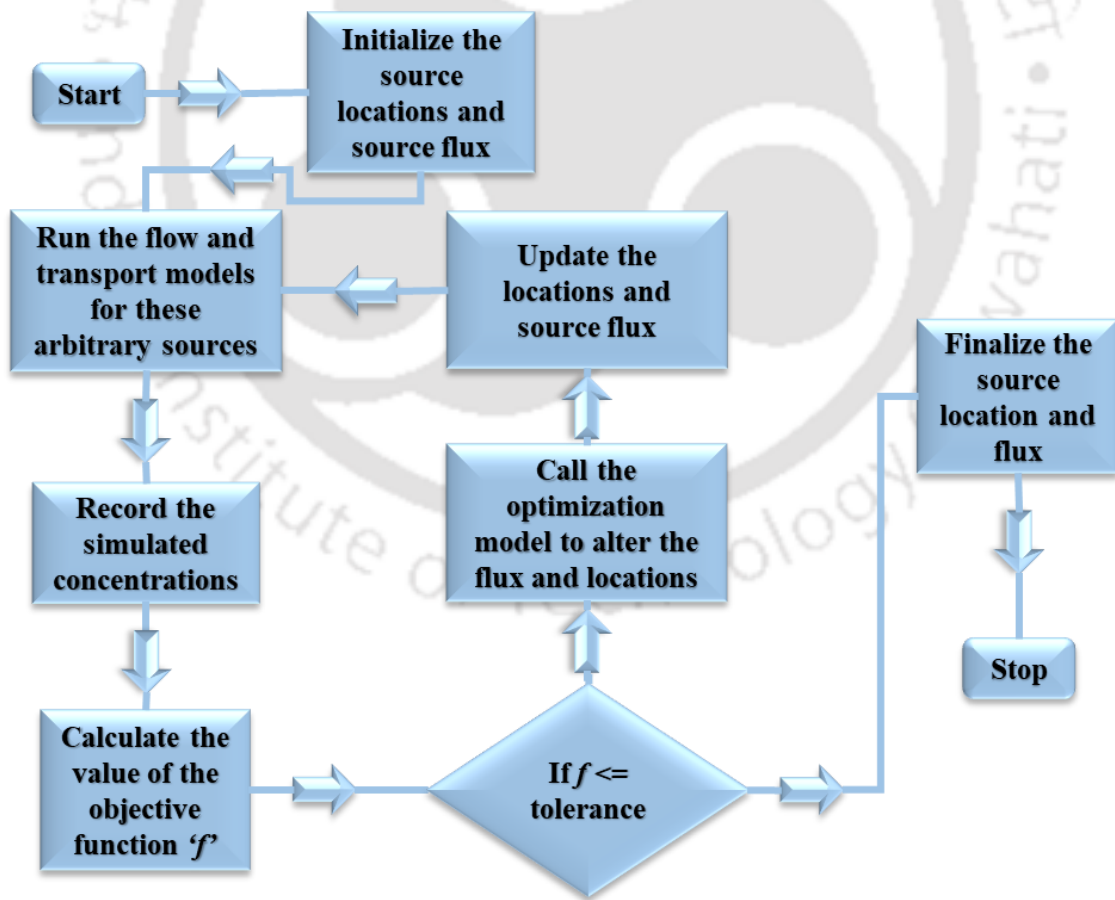 Start
Initialize the
source
locations and
source flux
Run the flow and
transport models
for these
arbitrary sources
Record the
simulated
concentrations
Calculate the
value of the
objective
function ‘f’
If f <=
tolerance
Call the
optimization
model to alter the
flux and locations
Update the
locations and
source flux
Finalize the
source
location and
flux
Stop